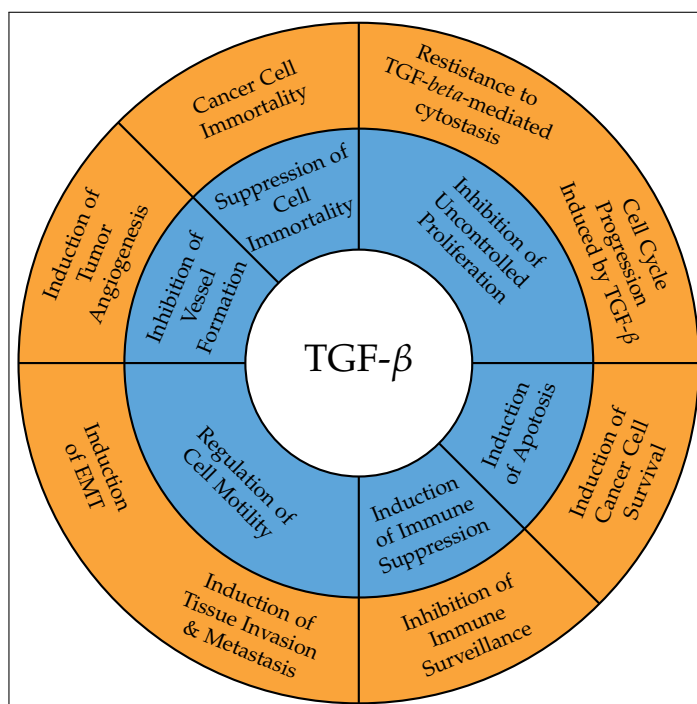 Cancer Cell
Immortality
Restistance to
TGF-beta-mediated
cytostasis
Suppression of
Cell
Immortality
Inhibition of
Uncontrolled
Proliferation
Cell Cycle
Progression
Induced by TGF-β
Induction of
Tumor
Angiogenesis
Inhibition of
Vessel
Formation
TGF-β
Induction
of EMT
Regulation of
Cell Motility
Induction
of Immune
Suppression
Induction
of Apotosis
Induction of
Cancer Cell
Survival
Induction of
Tissue Invasion
& Metastasis
Inhibition of
Immune
Surveillance